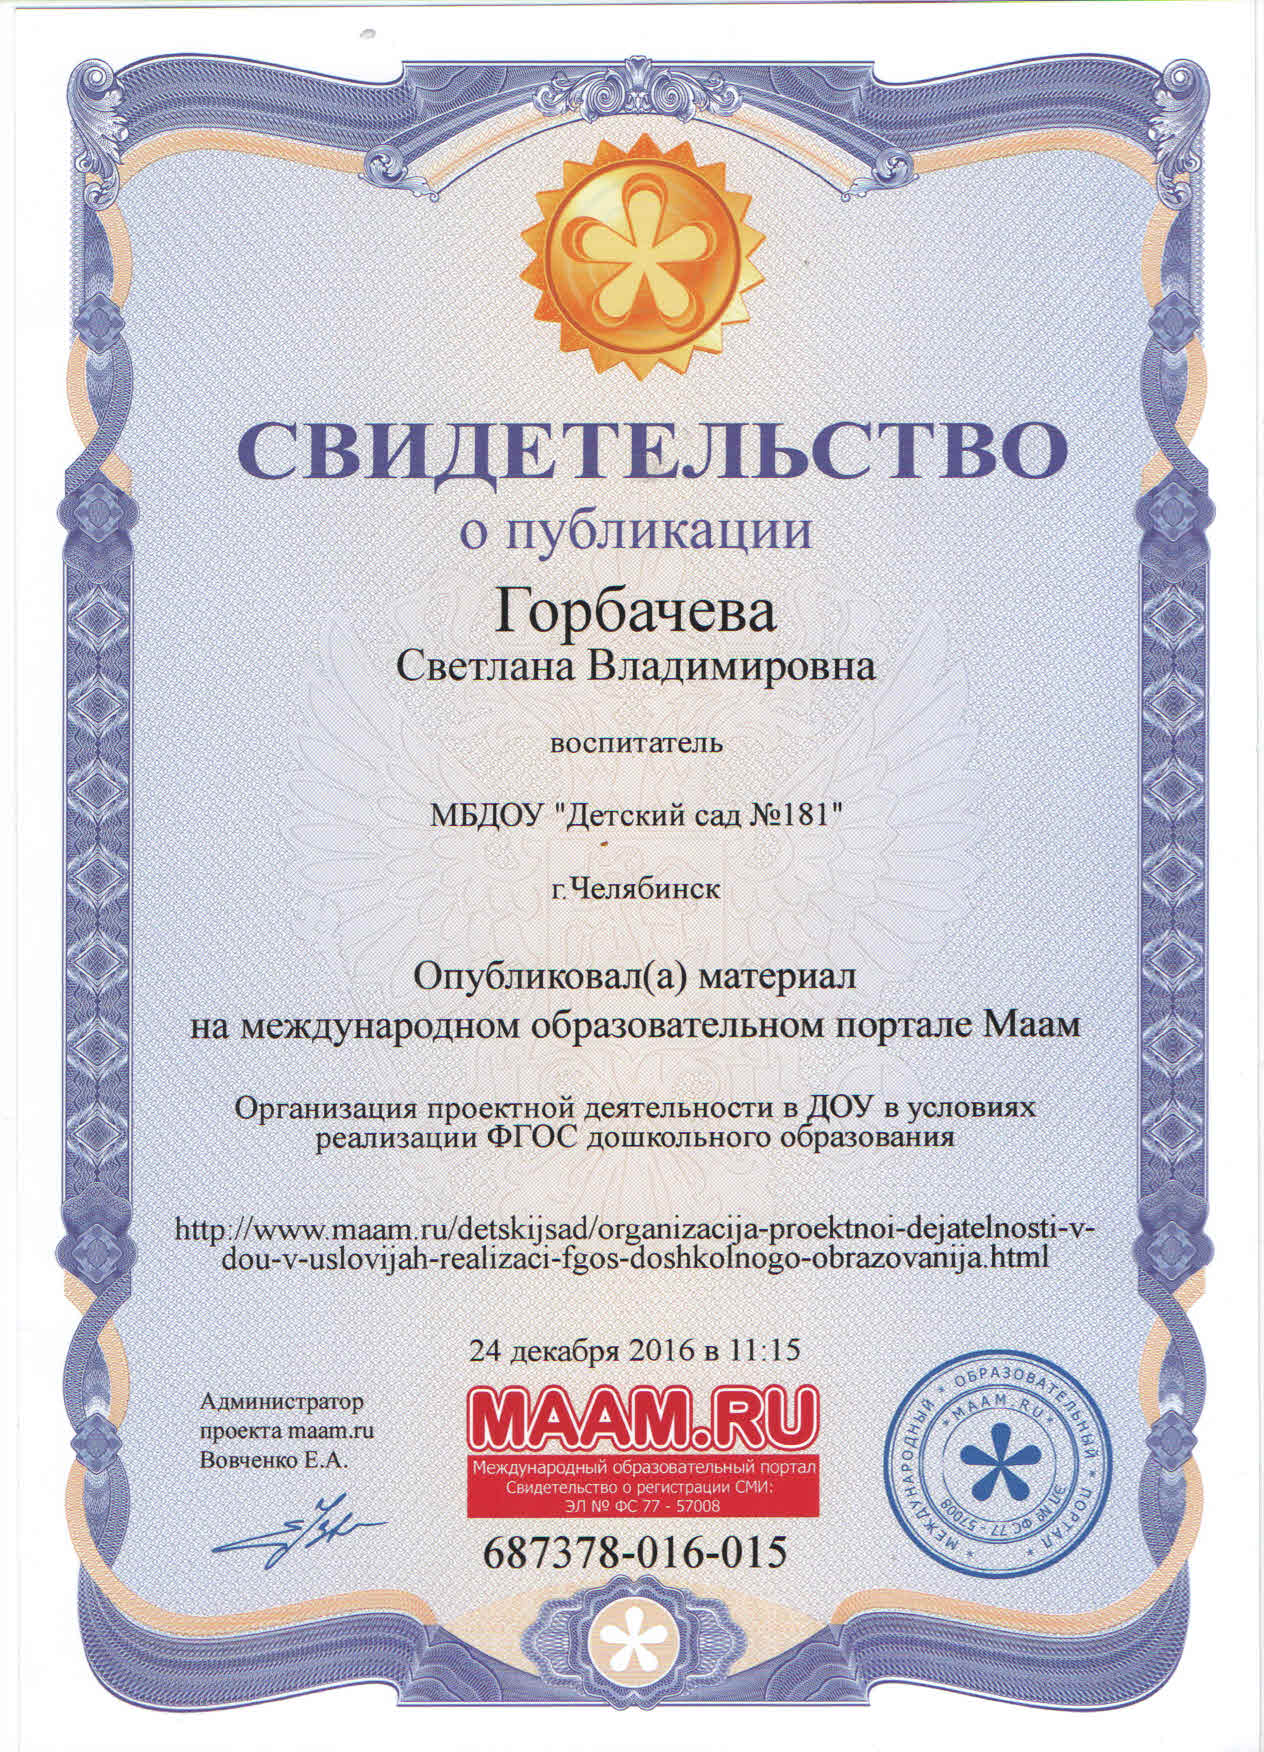 СВИДЕТЕЛЬСТВО
о публикации
Горбачева
Светлана Владимировна
воспитатель
МБДОУ "Детский сад №181"
г.Челябинск
Опубликовал(а) материал
на международном образовательном портале Маам
Организация проектной деятельности в ДОУ в условиях
реализации ФГОС дошкольного образования
http://www.maam.ru/detskijsad/organizacija-proektnoi-dejatelnosti-v-
dou-v-uslovijah-realizaci-fgos-doshkolnogo-obrazovanija.html
24 декабря 2016 в 11:15
Администратор
проекта maam.ru
Вовченко Е.А.
MAAM.RU
Международный образовательный портал
Свидетельство о регистрации СМИ:
ЭЛ № ФС 77 - 57008
687378-016-015
* МЕЖДУНАРОДНЫЙ * ОБРАЗОВАТЕЛЬНЫЙ * ПОРТАЛ *
* MAAM.RU * ЭЛ № ФС 77 - 57008